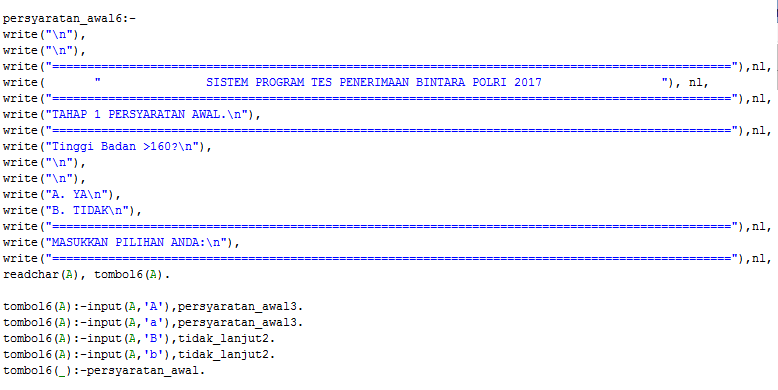 persyaratan_awal6:-
write("\n"),
write("\n"),
write("=================================================================================================="),nl,
write(       "               SISTEM PROGRAM TES PENERIMAAN BINTARA POLRI 2017                 "), nl,
write("=================================================================================================="),nl,
write("TAHAP 1 PERSYARATAN AWAL.\n"),
write("=================================================================================================="),nl,
write("Tinggi Badan >160?\n"),
write("\n"),
write("\n"),
write("A. YA\n"),
write("B. TIDAK\n"),
write("=================================================================================================="),nl,
write("MASUKKAN PILIHAN ANDA:\n"),
write("=================================================================================================="),nl,
readchar(A), tombol6(A).
tombol6(A):-input(A,'A'),persyaratan_awal3.
tombol6(A):-input(A,'a'),persyaratan_awal3.
tombol6(A):-input(A,'B'),tidak_lanjut2.
tombol6(A):-input(A,'b'),tidak_lanjut2.
tombol6(_):-persyaratan_awal.